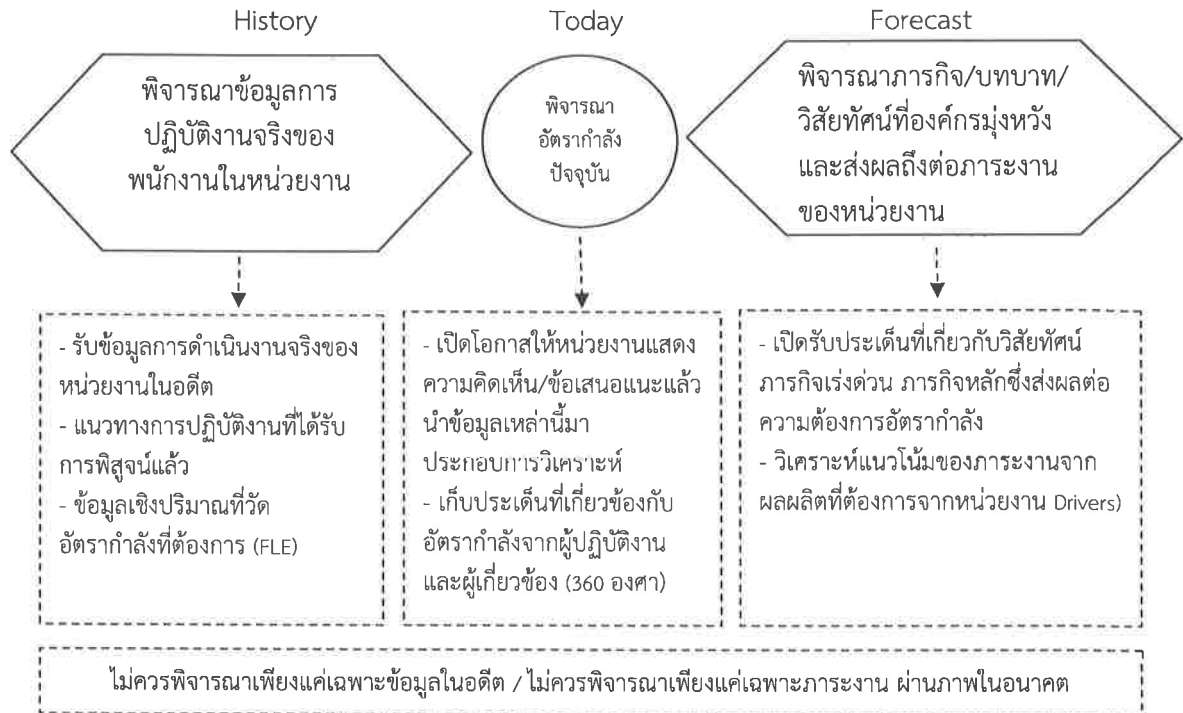 History
Today
Forecast
พิจารณาข้อมูลการ
ปฏิบัติงานจริงของ
พนักงานในหน่วยงาน
พิจารณา
อัตรากำลัง
ปัจจุบัน
พิจารณาภารกิจ/บทบาท/
วิสัยทัศน์ที่องค์กรมุ่งหวัง
และส่งผลถึงต่อภาระงาน
ของหน่วยงาน
- รับข้อมูลการดำเนินงานจริงของ
หน่วยงานในอดีต
- แนวทางการปฏิบัติงานที่ได้รับ
การพิสูจน์แล้ว
- ข้อมูลเชิงปริมาณที่วัด
อัตรากำลังที่ต้องการ (FLE)
- เปิดโอกาสให้หน่วยงานแสดง
ความคิดเห็น/ข้อเสนอแนะแล้ว
นำข้อมูลเหล่านี้มา
ประกอบการวิเคราะห์
- เก็บประเด็นที่เกี่ยวข้องกับ
อัตรากำลังจากผู้ปฏิบัติงาน
และผู้เกี่ยวข้อง (360 องศา)
- เปิดรับประเด็นที่เกี่ยวกับวิสัยทัศน์
ภารกิจเร่งด่วน ภารกิจหลักซึ่งส่งผลต่อ
ความต้องการอัตรากำลัง
- วิเคราะห์แนวโน้มของภาระงานจาก
ผลผลิตที่ต้องการจากหน่วยงาน Drivers)
ไม่ควรพิจารณาเพียงแค่เฉพาะข้อมูลในอดีต / ไม่ควรพิจารณาเพียงแค่เฉพาะภาระงาน ผ่านภาพในอนาคต